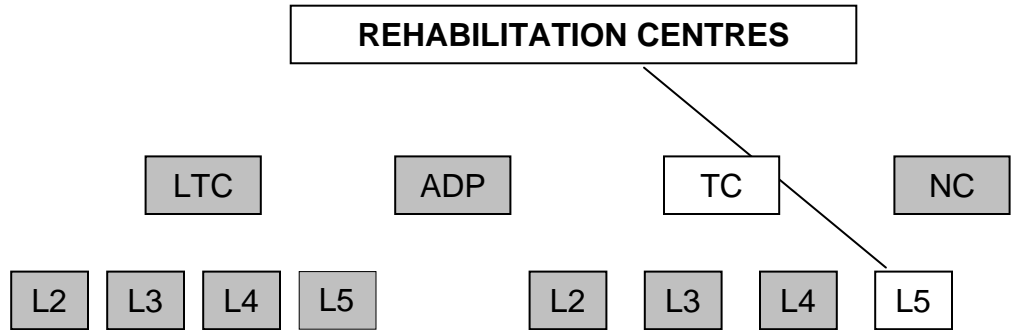 REHABILITATION CENTRES
LTC ADP TC NC
L2 L3 L4 L5 L2 L3 L4 L5